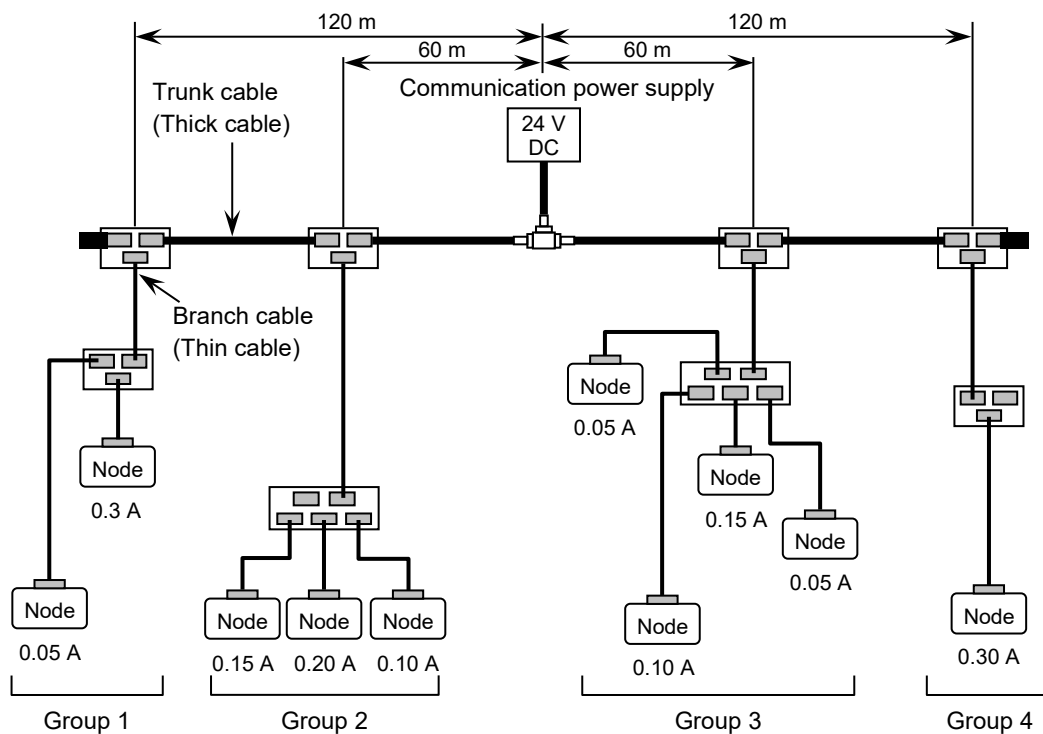 120 m
120 m
60 m
60 m
Communication power supply
Trunk cable
(Thick cable)
24 V
DC
Branch cable
(Thin cable)
Node
0.05 A
Node
0.3 A
Node
0.15 A
Node
0.05 A
Node
0.05 A
Node
0.15 A
Node
0.20 A
Node
0.10 A
Node
0.10 A
Node
0.30 A
Group 1
Group 2
Group 3
Group 4